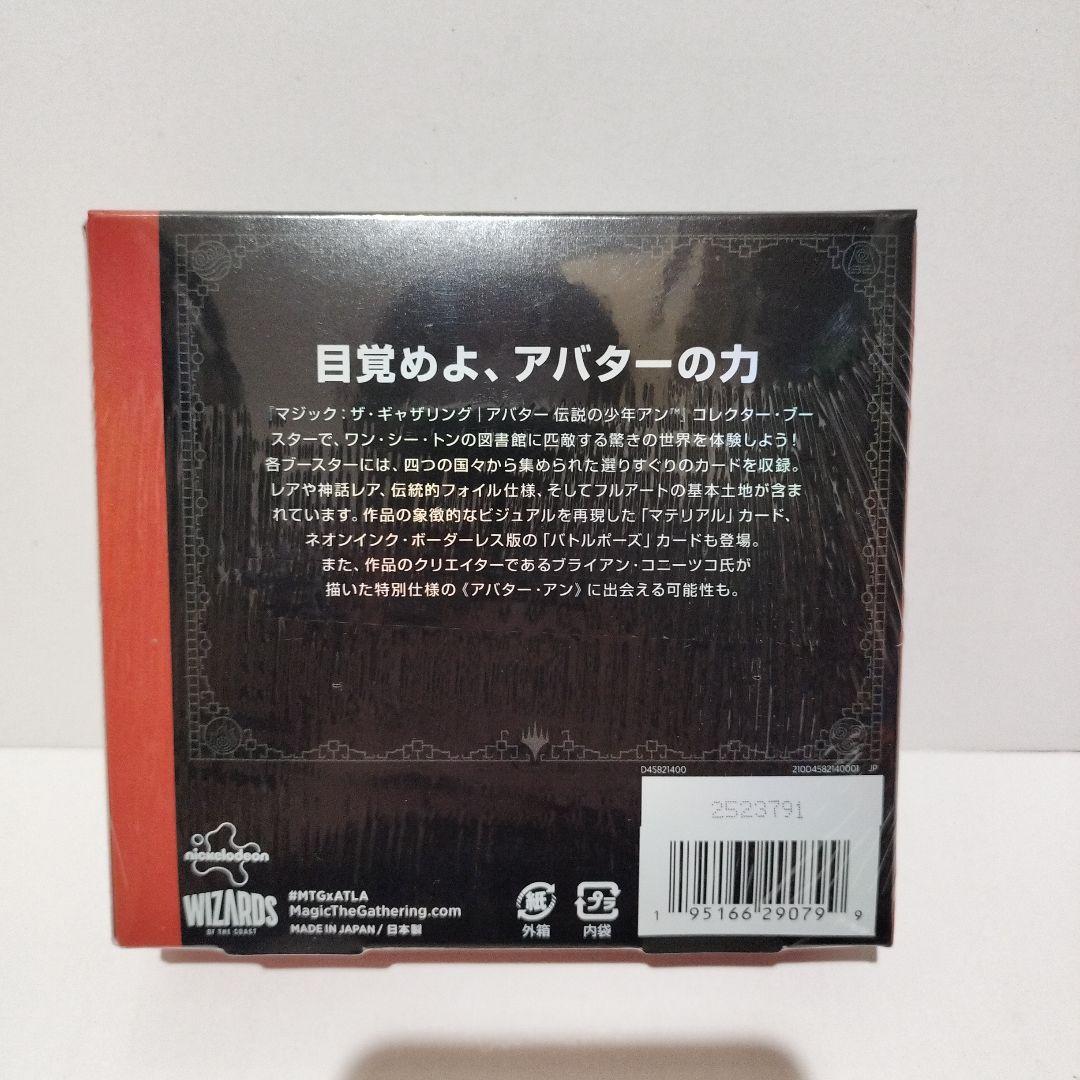 目覚めよ、アバターの力
『マジック：ザ・ギャザリング｜アバター 伝説の少年アン™』コレクター・ブー
スターで、ワン・シー・トンの図書館に匹敵する驚きの世界を体験しよう！
各ブースターには、四つの国々から集められた選りすぐりのカードを収録。
レアや神話レア、伝統的フォイル仕様、そしてフルアートの基本土地が含ま
れています。作品の象徴的なビジュアルを再現した「マテリアル」カード、
ネオンインク・ボーダーレス版の「バトルポーズ」カードも登場。
また、作品のクリエイターであるブライアン・コニーツコ氏が
描いた特別仕様の《アバター・アン》に出会える可能性も。
D45821400 210D4582140001 JP
2523791
1 95166 29079 9
nickelodeon
WIZARDS
OF THE COAST
#MTGxATLA
MagicTheGathering.com
MADE IN JAPAN / 日本製
紙
外箱
プラ
内袋